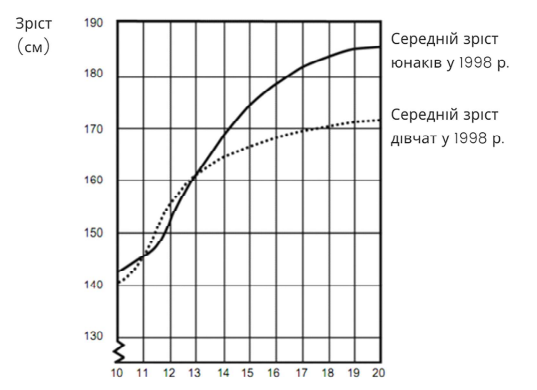 Зріст
(см)
190
180
170
160
150
140
130
10 11 12 13 14 15 16 17 18 19 20
Середній зріст
юнаків у 1998 р.
Середній зріст
дівчат у 1998 р.